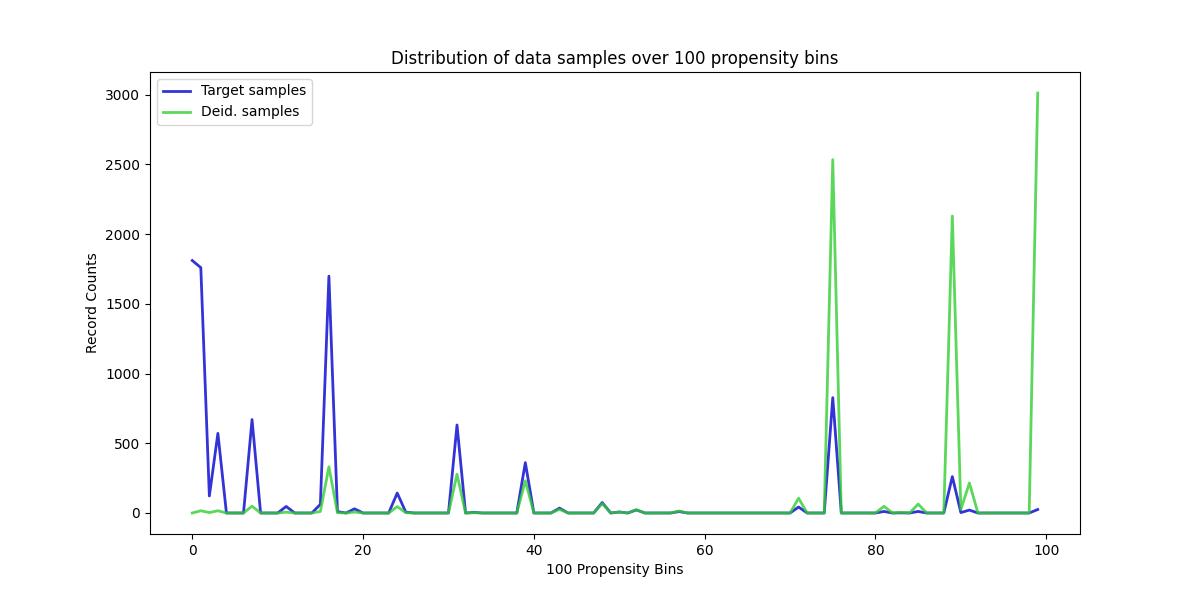 Distribution of data samples over 100 propensity bins
Target samples
Deid. samples
3000
2500
2000
1500
1000
500
0
Record Counts
0 20 40 60 80 100
100 Propensity Bins